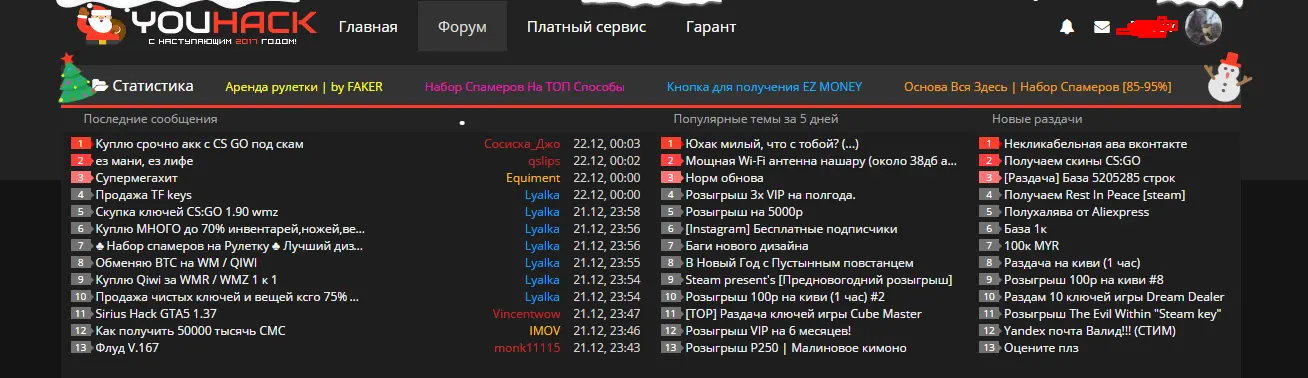 YOUHACK
С НАСТУПАЮЩИМ 2017 ГОДОМ!
Главная Форум Платный сервис Гарант
Статистика Аренда рулетки | by FAKER Набор Спамеров На ТОП Способы Кнопка для получения EZ MONEY Основа Вся Здесь | Набор Спамеров [85-95%]
Последние сообщения Популярные темы за 5 дней Новые раздачи
1 Куплю срочно акк с CS GO под скам Сосиска_Джо 22.12, 00:03 1 Юхак милый, что с тобой? (...) 1 Некликабельная ава вконтакте
2 ез мани, ез лифе qslips 22.12, 00:00 2 Мощная Wi-Fi антенна нашару (около 38дб а... 2 Получаем скины CS:GO
3 Супермегахит Equiment 22.12, 00:00 3 Норм обнова 3 [Раздача] База 5205285 строк
4 Продажа TF keys Lyalka 22.12, 00:00 4 Розыгрыш 3x VIP на полгода. 4 Получаем Rest In Peace [steam]
5 Скупка ключей CS:GO 1.90 wmz Lyalka 21.12, 23:58 5 Розыгрыш на 5000р 5 Полухалява от Aliexpress
6 Куплю МНОГО до 70% инвентарей,ножей,ве... Lyalka 21.12, 23:56 6 [Instagram] Бесплатные подписчики 6 База 1к
7 ♣ Набор спамеров на Рулетку ♣ Лучший диз... Lyalka 21.12, 23:56 7 Баги нового дизайна 7 100к MYR
8 Обменяю BTC на WM / QIWI Lyalka 21.12, 23:55 8 В Новый Год с Пустынным повстанцем 8 Раздача на киви (1 час)
9 Куплю Qiwi за WMR / WMZ 1 к 1 Lyalka 21.12, 23:54 9 Steam present's [Предновогодний розыгрыш] 9 Розыгрыш 100р на киви #8
10 Продажа чистых ключей и вещей ксго 75% ... Lyalka 21.12, 23:54 10 Розыгрыш 100р на киви (1 час) #2 10 Раздам 10 ключей игры Dream Dealer
11 Sirius Hack GTA5 1.37 Vincentwow 21.12, 23:47 11 [TOP] Раздача ключей игры Cube Master 11 Розыгрыш The Evil Within "Steam key"
12 Как получить 50000 тысячь СМС IMOV 21.12, 23:46 12 Розыгрыш VIP на 6 месяцев! 12 Yandex почта Валид!!! (СТИМ)
13 Флуд V.167 monk11115 21.12, 23:43 13 Розыгрыш P250 | Малиновое кимоно 13 Оцените плз